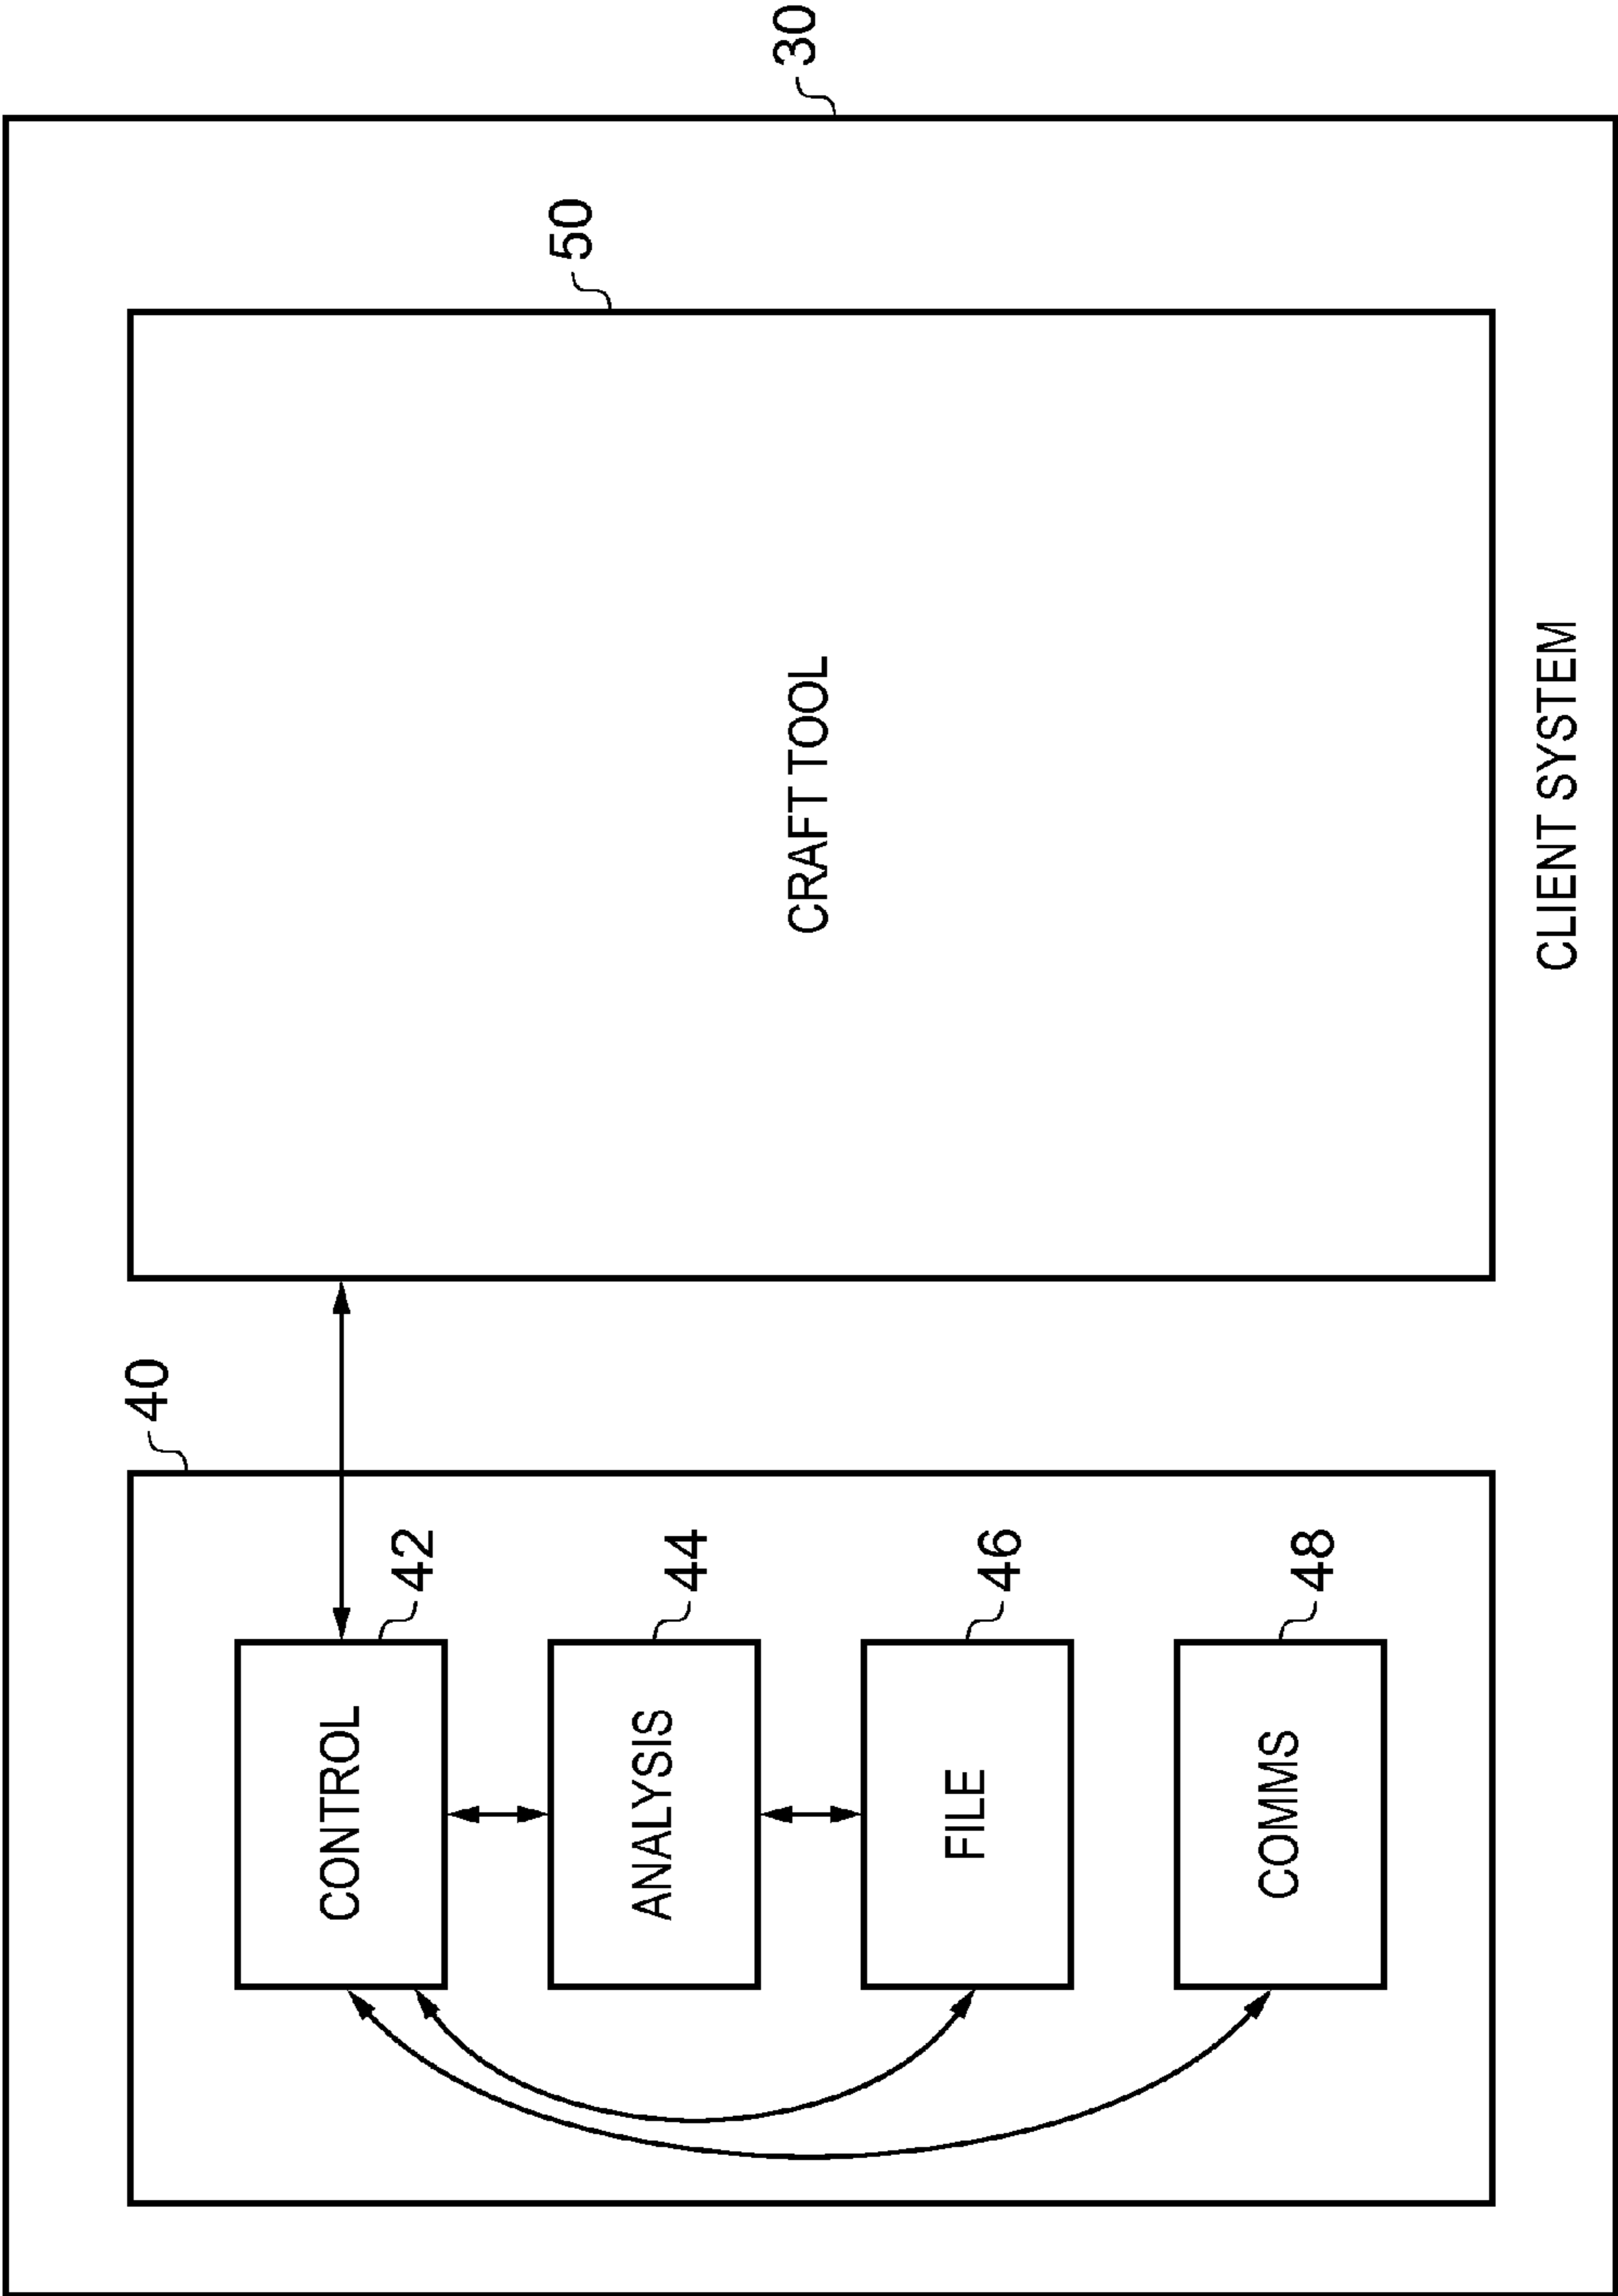 30
50
CRAFT TOOL
CLIENT SYSTEM
40
42
CONTROL
44
ANALYSIS
46
FILE
48
COMMS